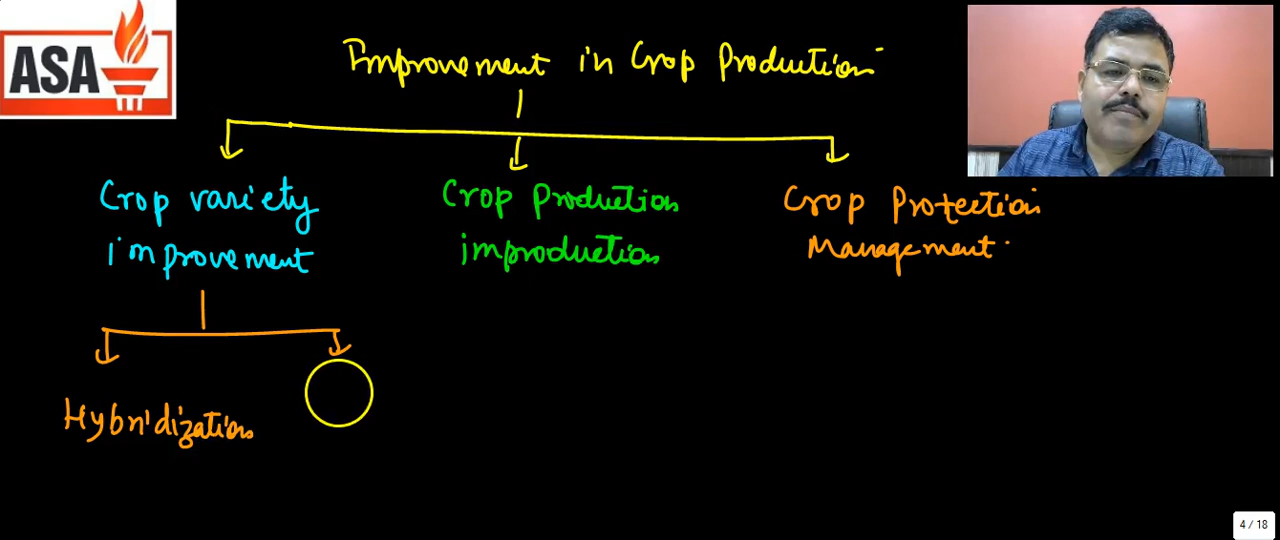 ASA
Improvement in Crop Production
Crop variety
improvement
Crop Production
improduction
Crop Protection
Management
Hybridization
4 / 18